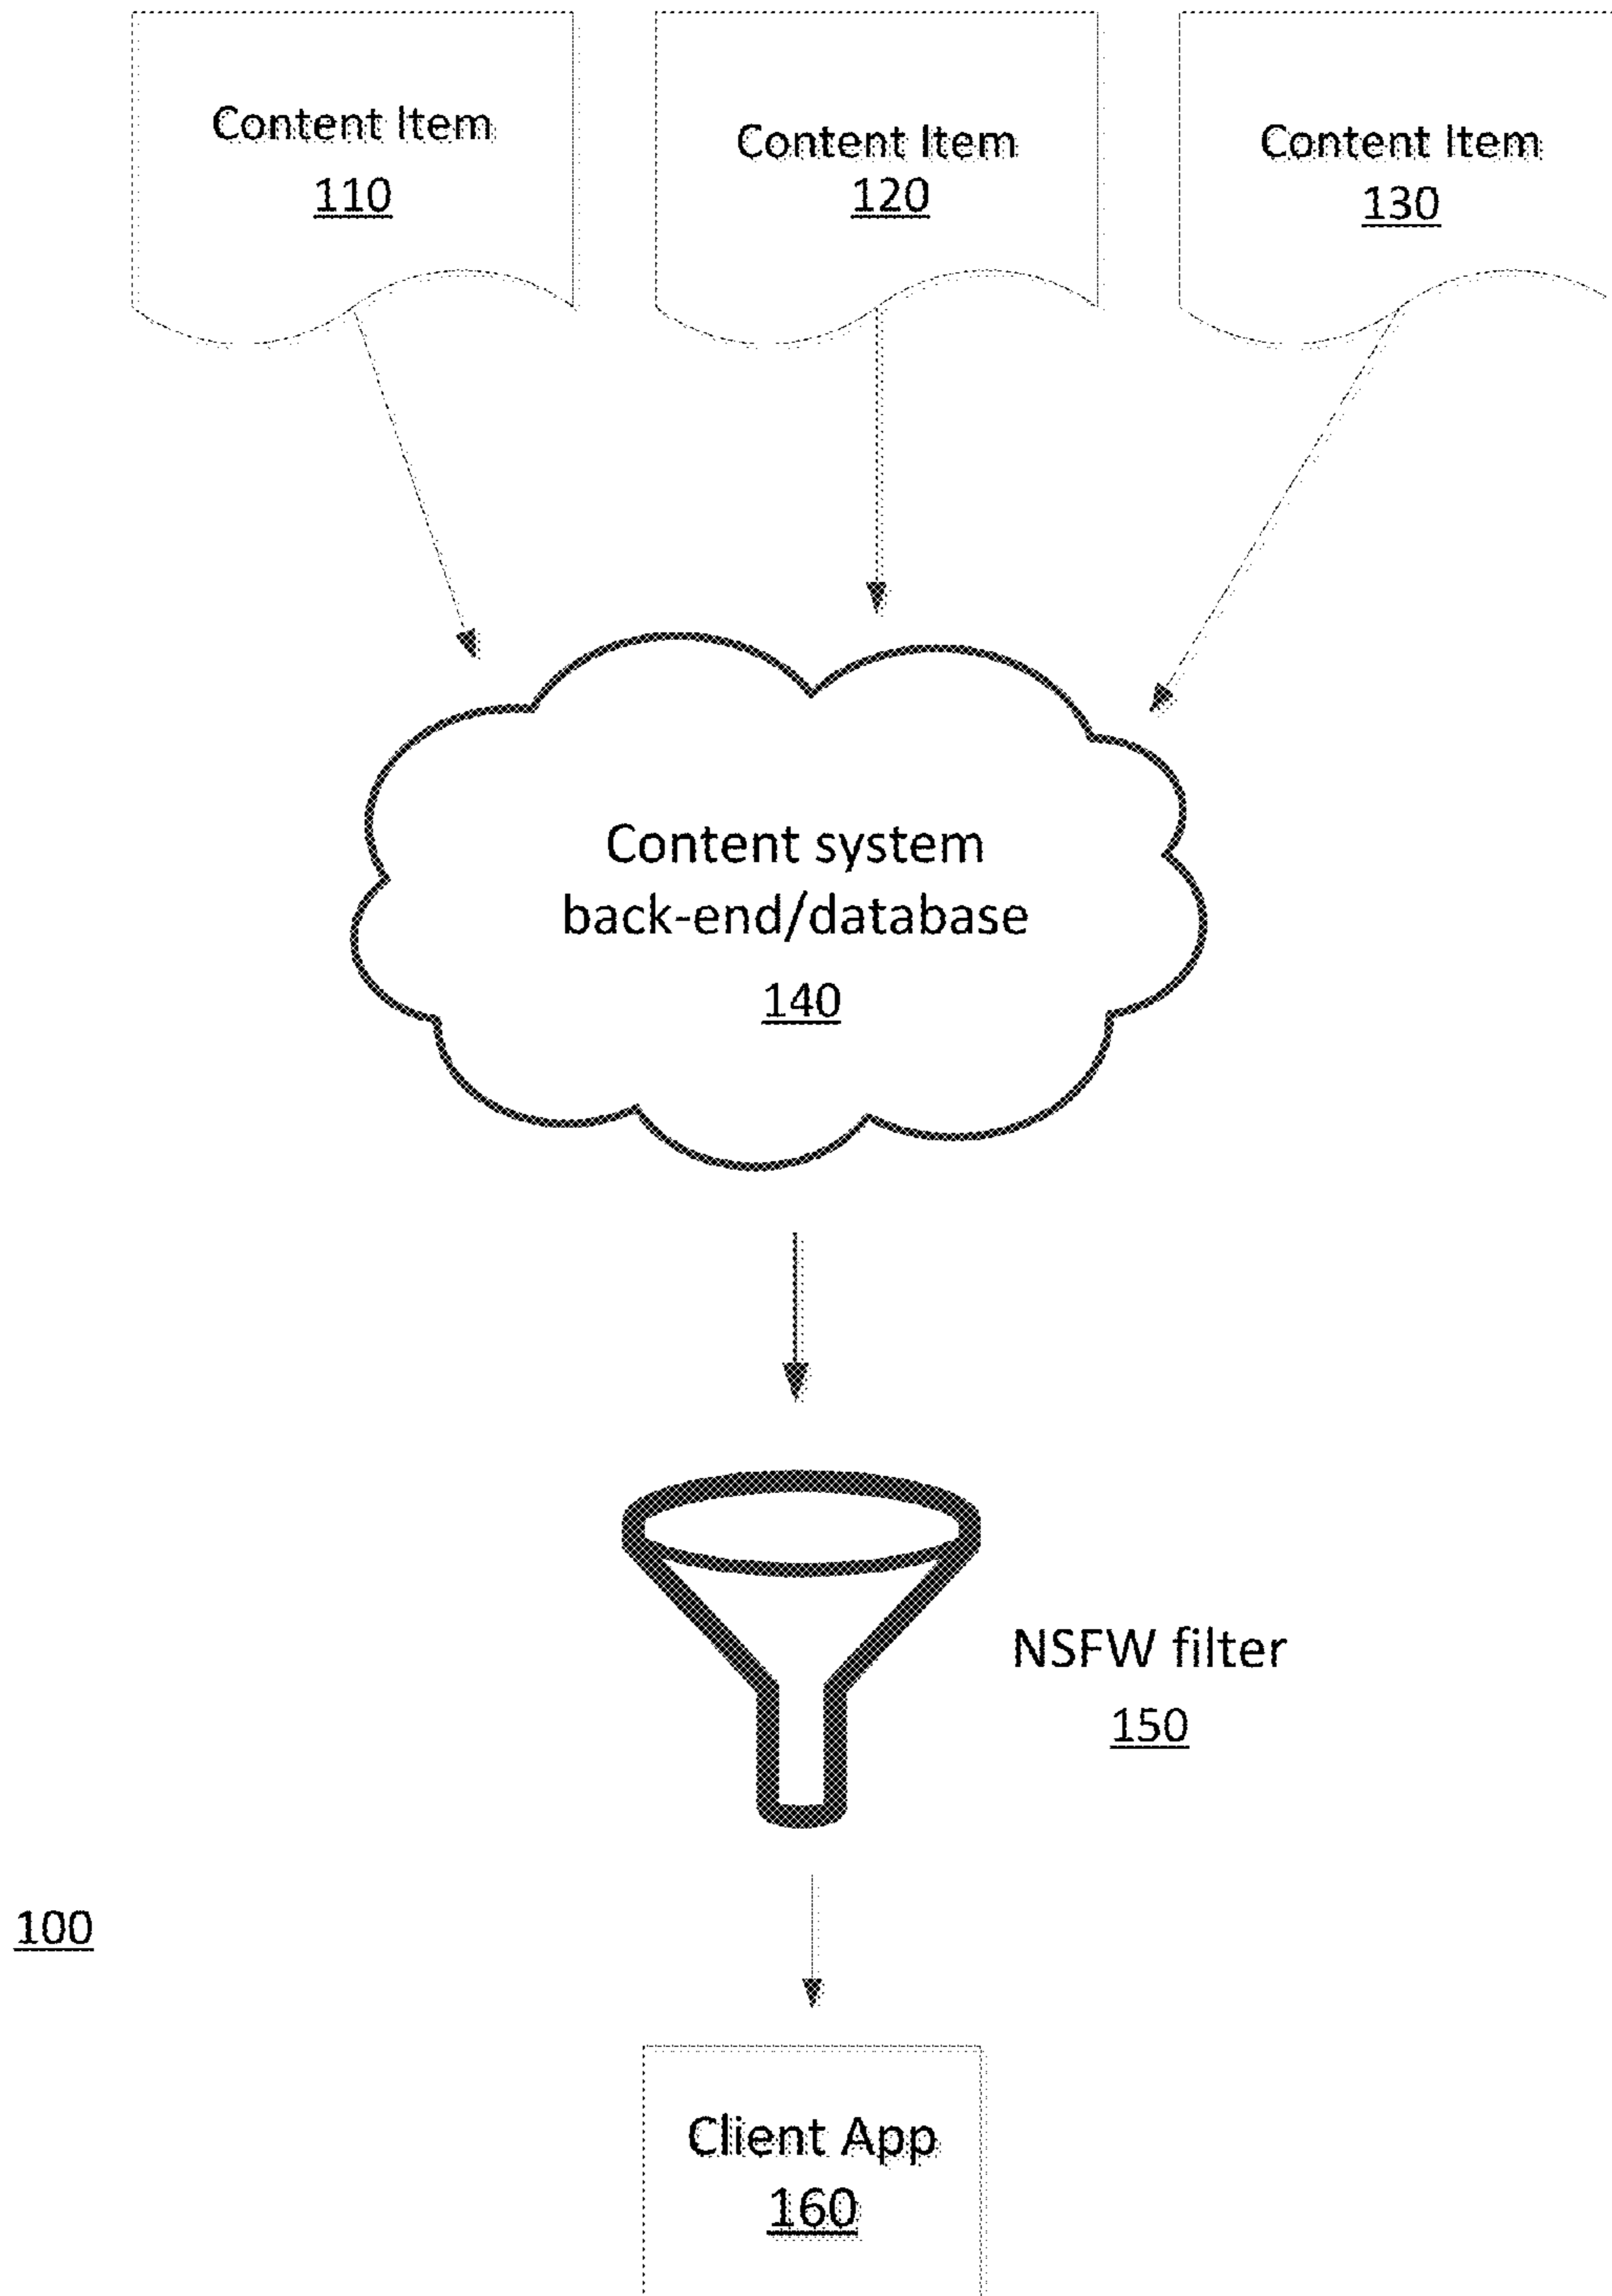 Content Item
110
Content Item
120
Content Item
130
Content system
back-end/database
140
NSFW filter
150
100
Client App
160